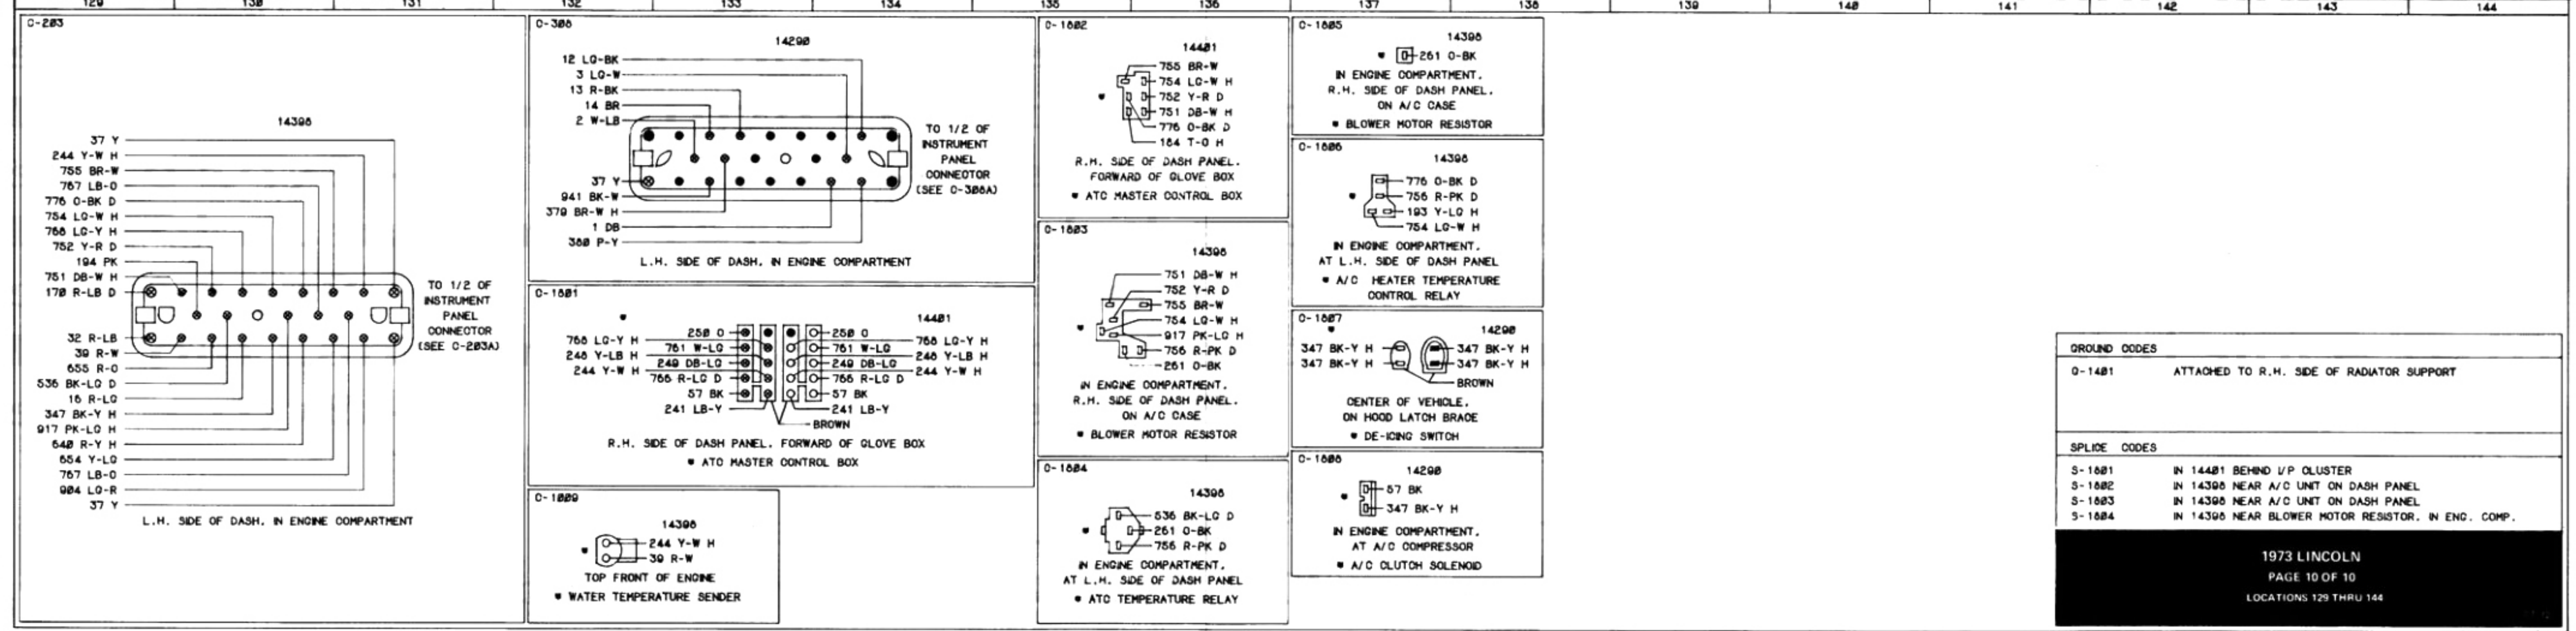 129 130 131 132 133 134 135 136 137 138 139 140 141 142 143 144
C-203
14398
37 Y
244 Y-W H
755 BR-W
767 LB-O
776 O-BK D
754 LG-W H
768 LG-Y H
752 Y-R D
194 PK
751 DB-W H
170 R-LB D
32 R-LB
39 R-W
655 R-O
536 BK-LG D
16 R-LG
347 BK-Y H
917 PK-LG H
640 R-Y H
654 Y-LG
767 LB-O
904 LG-R
37 Y
TO 1/2 OF
INSTRUMENT
PANEL
CONNECTOR
(SEE C-203A)
L.H. SIDE OF DASH, IN ENGINE COMPARTMENT
C-308
14290
12 LG-BK
3 LG-W
13 R-BK
14 BR
2 W-LB
37 Y
941 BK-W
379 BR-W H
1 DB
380 P-Y
TO 1/2 OF
INSTRUMENT
PANEL
CONNECTOR
(SEE C-308A)
L.H. SIDE OF DASH, IN ENGINE COMPARTMENT
C-1801
14401
250 O
768 LG-Y H
761 W-LG
248 Y-LB H
249 DB-LG
244 Y-W H
766 R-LG D
57 BK
241 LB-Y
250 O
768 LG-Y H
761 W-LG
248 Y-LB H
249 DB-LG
244 Y-W H
766 R-LG D
57 BK
241 LB-Y
BROWN
R.H. SIDE OF DASH PANEL, FORWARD OF GLOVE BOX
* ATC MASTER CONTROL BOX
C-1809
14398
244 Y-W H
39 R-W
TOP FRONT OF ENGINE
* WATER TEMPERATURE SENDER
C-1802
14401
755 BR-W
754 LG-W H
752 Y-R D
751 DB-W H
776 O-BK D
184 T-O H
R.H. SIDE OF DASH PANEL.
FORWARD OF GLOVE BOX
* ATC MASTER CONTROL BOX
C-1803
14398
751 DB-W H
752 Y-R D
755 BR-W
754 LG-W H
917 PK-LG H
756 R-PK D
261 O-BK
IN ENGINE COMPARTMENT.
R.H. SIDE OF DASH PANEL.
ON A/C CASE
* BLOWER MOTOR RESISTOR
C-1804
14398
536 BK-LG D
261 O-BK
756 R-PK D
IN ENGINE COMPARTMENT.
AT L.H. SIDE OF DASH PANEL
* ATC TEMPERATURE RELAY
C-1805
14398
* 261 O-BK
IN ENGINE COMPARTMENT.
R.H. SIDE OF DASH PANEL.
ON A/C CASE
* BLOWER MOTOR RESISTOR
C-1806
14398
776 O-BK D
756 R-PK D
193 Y-LG H
754 LG-W H
IN ENGINE COMPARTMENT.
AT L.H. SIDE OF DASH PANEL
* A/C HEATER TEMPERATURE
CONTROL RELAY
C-1807
14290
347 BK-Y H 347 BK-Y H
347 BK-Y H 347 BK-Y H
BROWN
CENTER OF VEHICLE.
ON HOOD LATCH BRACE
* DE-ICING SWITCH
C-1808
14290
57 BK
347 BK-Y H
IN ENGINE COMPARTMENT.
AT A/C COMPRESSOR
* A/C CLUTCH SOLENOID
GROUND CODES
G-1401 ATTACHED TO R.H. SIDE OF RADIATOR SUPPORT
SPLICE CODES
S-1801 IN 14401 BEHIND I/P CLUSTER
S-1802 IN 14398 NEAR A/C UNIT ON DASH PANEL
S-1803 IN 14398 NEAR A/C UNIT ON DASH PANEL
S-1804 IN 14398 NEAR BLOWER MOTOR RESISTOR. IN ENG. COMP.
1973 LINCOLN
PAGE 10 OF 10
LOCATIONS 129 THRU 144